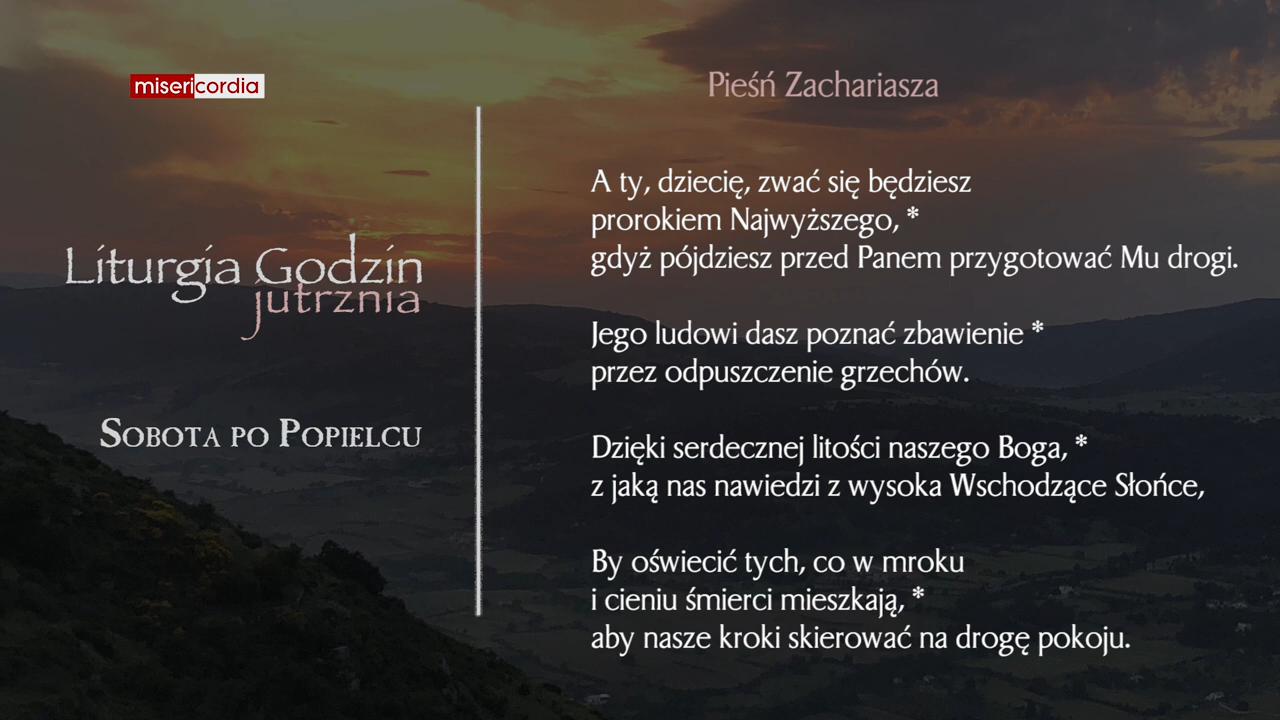 misericordia
Liturgia Godzin
jutrznia
Sobota po Popielcu
Pieśń Zachariasza
A ty, dziecię, zwać się będziesz
prorokiem Najwyższego, *
gdyż pójdziesz przed Panem przygotować Mu drogi.
Jego ludowi dasz poznać zbawienie *
przez odpuszczenie grzechów.
Dzięki serdecznej litości naszego Boga, *
z jaką nas nawiedzi z wysoka Wschodzące Słońce,
By oświecić tych, co w mroku
i cieniu śmierci mieszkają, *
aby nasze kroki skierować na drogę pokoju.